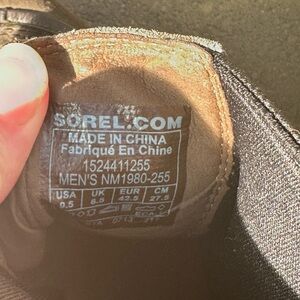 SOREL.COM
MADE IN CHINA
Fabriqué En Chine
1524411255
MEN'S NM1980-255
USA UK EUR CM
9.5 8.5 42.5 27.5